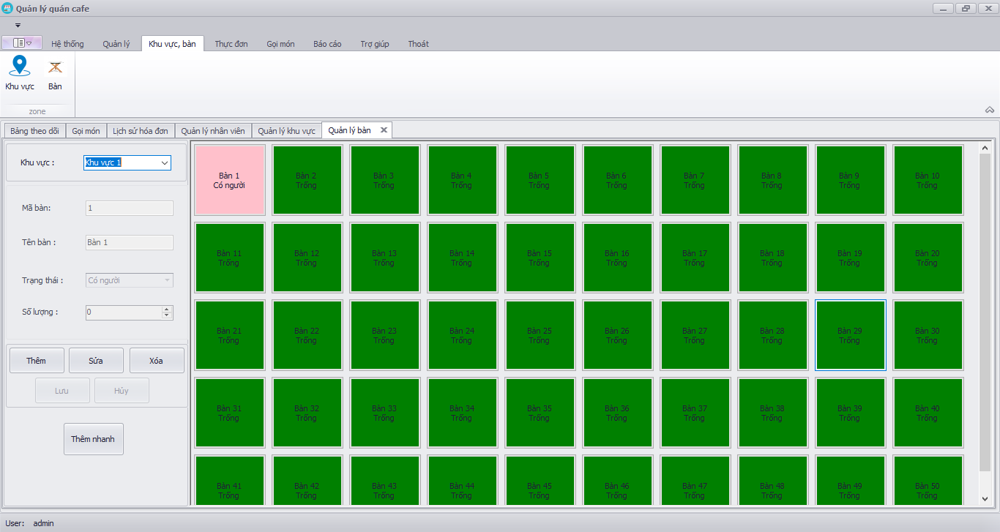 Quản lý quán cafe
Hệ thống Quản lý Khu vực, bàn Thực đơn Gọi món Báo cáo Trợ giúp Thoát
Khu vực Bàn
zone
Bảng theo dõi Gọi món Lịch sử hóa đơn Quản lý nhân viên Quản lý khu vực Quản lý bàn
Khu vực : Khu vực 1
Mã bàn: 1
Tên bàn : Bàn 1
Trạng thái : Có người
Số lượng : 0
Thêm Sửa Xóa
Lưu Hủy
Thêm nhanh
Bàn 1 Bàn 2 Bàn 3 Bàn 4 Bàn 5 Bàn 6 Bàn 7 Bàn 8 Bàn 9 Bàn 10
Có người Trống Trống Trống Trống Trống Trống Trống Trống Trống
Bàn 11 Bàn 12 Bàn 13 Bàn 14 Bàn 15 Bàn 16 Bàn 17 Bàn 18 Bàn 19 Bàn 20
Trống Trống Trống Trống Trống Trống Trống Trống Trống Trống
Bàn 21 Bàn 22 Bàn 23 Bàn 24 Bàn 25 Bàn 26 Bàn 27 Bàn 28 Bàn 29 Bàn 30
Trống Trống Trống Trống Trống Trống Trống Trống Trống Trống
Bàn 31 Bàn 32 Bàn 33 Bàn 34 Bàn 35 Bàn 36 Bàn 37 Bàn 38 Bàn 39 Bàn 40
Trống Trống Trống Trống Trống Trống Trống Trống Trống Trống
Bàn 41 Bàn 42 Bàn 43 Bàn 44 Bàn 45 Bàn 46 Bàn 47 Bàn 48 Bàn 49 Bàn 50
Trống Trống Trống Trống Trống Trống Trống Trống Trống Trống
User: admin